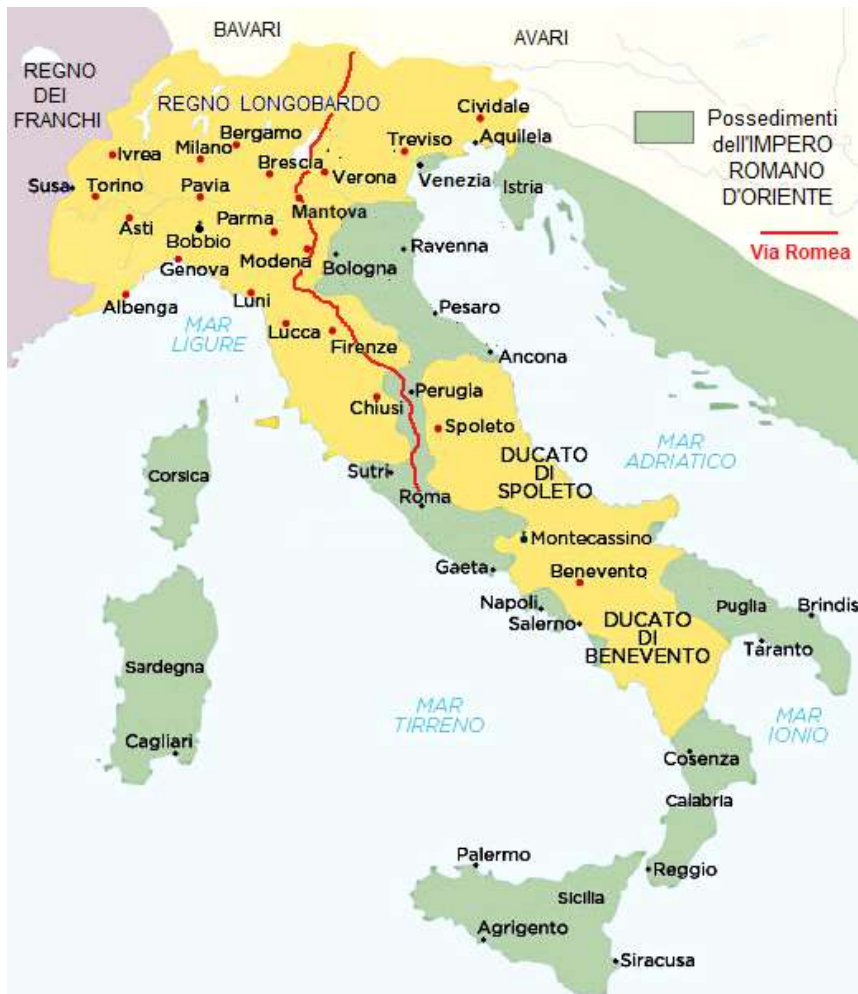 BAVARI
AVARI
REGNO
DEI
FRANCHI
REGNO LONGOBARDO
Cividale
Bergamo
Milano
Ivrea
Brescia
Treviso
Aquileia
Verona
Venezia
Susa
Torino
Pavia
Istria
Mantova
Asti
Parma
Bobbio
Ravenna
Modena
Bologna
Genova
Albenga
Luni
Pesaro
MAR
LIGURE
Lucca
Firenze
Ancona
Perugia
Chiusi
Spoleto
Possedimenti
dell'IMPERO
ROMANO
D'ORIENTE
Via Romea
DUCATO
DI
SPOLETO
MAR
ADRIATICO
Corsica
Sutri
Roma
Montecassino
Gaeta
Benevento
Napoli
Salerno
Puglia
Brindis
DUCATO
DI
BENEVENTO
Taranto
Sardegna
MAR
TIRRENO
MAR
IONIO
Cagliari
Cosenza
Calabria
Palermo
Reggio
Sicilia
Agrigento
Siracusa